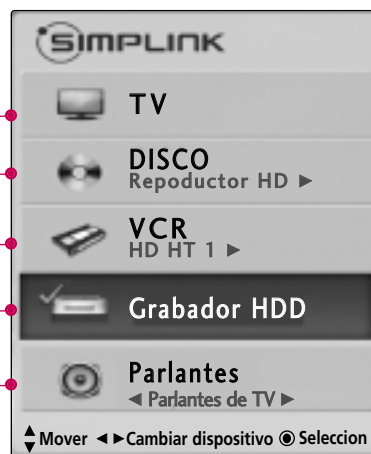 SIMPLINK
TV
DISCO
Repoductor HD ►
VCR
HD HT 1 ►
Grabador HDD
Parlantes
◄ Parlantes de TV ►
▲▼ Mover ◄ ► Cambiar dispositivo ◉ Seleccion